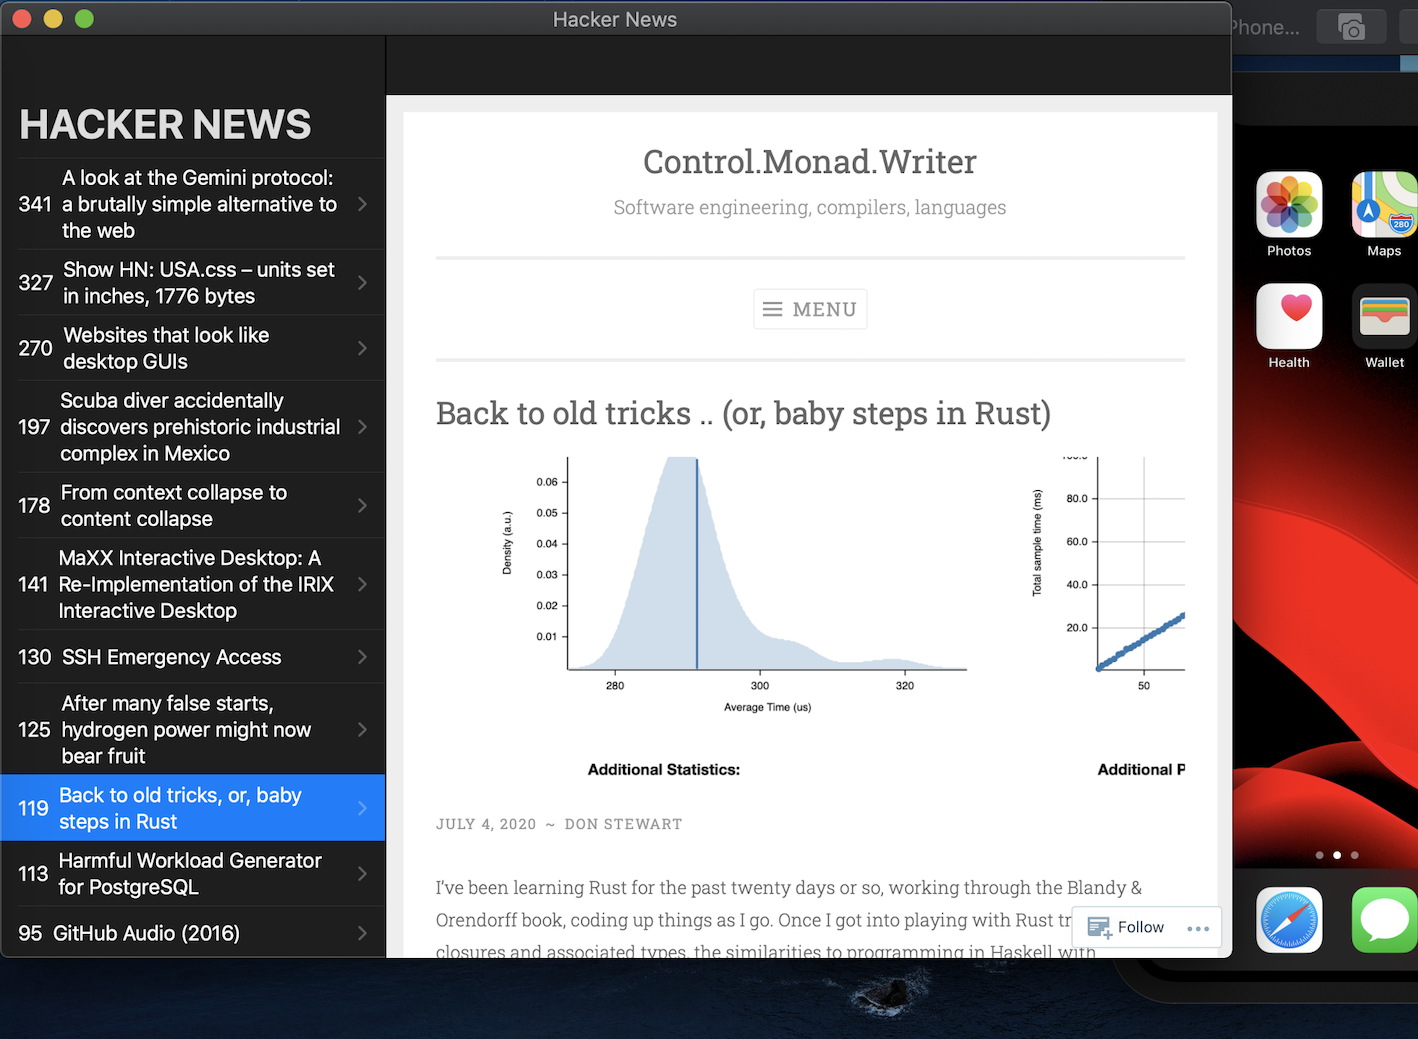 Hacker News
HACKER NEWS
341
A look at the Gemini protocol:
a brutally simple alternative to
the web
327
Show HN: USA.css – units set
in inches, 1776 bytes
270
Websites that look like
desktop GUIs
197
Scuba diver accidentally
discovers prehistoric industrial
complex in Mexico
178
From context collapse to
content collapse
141
MaXX Interactive Desktop: A
Re-Implementation of the IRIX
Interactive Desktop
130 SSH Emergency Access
125
After many false starts,
hydrogen power might now
bear fruit
119
Back to old tricks, or, baby
steps in Rust
113
Harmful Workload Generator
for PostgreSQL
95 GitHub Audio (2016)
Control.Monad.Writer
Software engineering, compilers, languages
MENU
Back to old tricks .. (or, baby steps in Rust)
Density (a.u.)
0.06
0.05
0.04
0.03
0.02
0.01
280 300 320
Average Time (us)
Total sample time (ms)
100.0
80.0
60.0
40.0
20.0
50
Additional Statistics:
Additional P
JULY 4, 2020 ~ DON STEWART
I've been learning Rust for the past twenty days or so, working through the Blandy &
Orendorff book, coding up things as I go. Once I got into playing with Rust tr
closures and associated types, the similarities to programming in Haskell with
Follow
Phone...
Photos
Maps
280
Health
Wallet